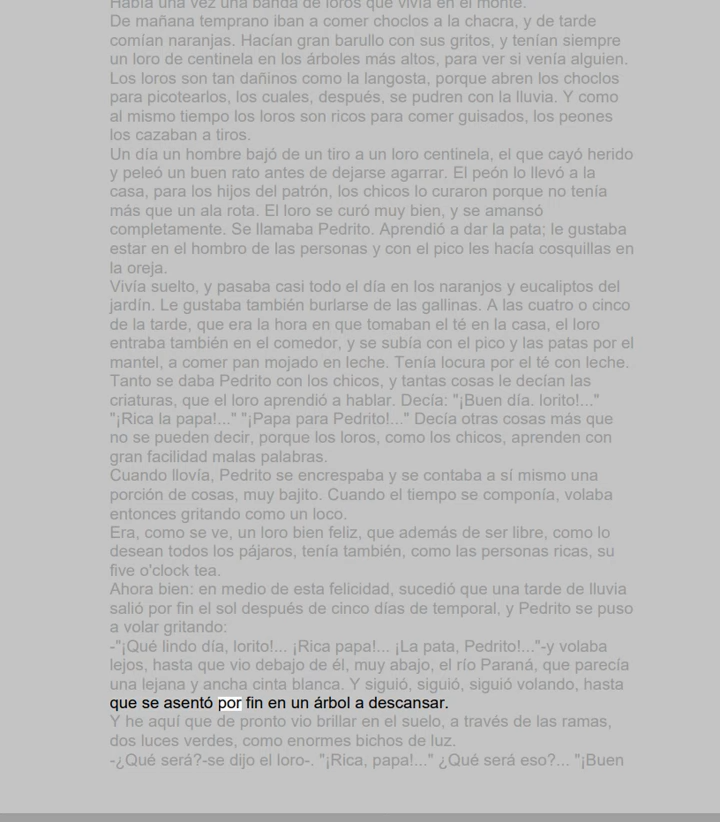 Había una vez una banda de loros que vivía en el monte.
De mañana temprano iban a comer choclos a la chacra, y de tarde
comían naranjas. Hacían gran barullo con sus gritos, y tenían siempre
un loro de centinela en los árboles más altos, para ver si venía alguien.
Los loros son tan dañinos como la langosta, porque abren los choclos
para picotearlos, los cuales, después, se pudren con la lluvia. Y como
al mismo tiempo los loros son ricos para comer guisados, los peones
los cazaban a tiros.
Un día un hombre bajó de un tiro a un loro centinela, el que cayó herido
y peleó un buen rato antes de dejarse agarrar. El peón lo llevó a la
casa, para los hijos del patrón, los chicos lo curaron porque no tenía
más que un ala rota. El loro se curó muy bien, y se amansó
completamente. Se llamaba Pedrito. Aprendió a dar la pata; le gustaba
estar en el hombro de las personas y con el pico les hacía cosquillas en
la oreja.
Vivía suelto, y pasaba casi todo el día en los naranjos y eucaliptos del
jardín. Le gustaba también burlarse de las gallinas. A las cuatro o cinco
de la tarde, que era la hora en que tomaban el té en la casa, el loro
entraba también en el comedor, y se subía con el pico y las patas por el
mantel, a comer pan mojado en leche. Tenía locura por el té con leche.
Tanto se daba Pedrito con los chicos, y tantas cosas le decían las
criaturas, que el loro aprendió a hablar. Decía: "¡Buen día. lorito!..."
"¡Rica la papa!..." "¡Papa para Pedrito!..." Decía otras cosas más que
no se pueden decir, porque los loros, como los chicos, aprenden con
gran facilidad malas palabras.
Cuando llovía, Pedrito se encrespaba y se contaba a sí mismo una
porción de cosas, muy bajito. Cuando el tiempo se componía, volaba
entonces gritando como un loco.
Era, como se ve, un loro bien feliz, que además de ser libre, como lo
desean todos los pájaros, tenía también, como las personas ricas, su
five o'clock tea.
Ahora bien: en medio de esta felicidad, sucedió que una tarde de lluvia
salió por fin el sol después de cinco días de temporal, y Pedrito se puso
a volar gritando:
-"¡Qué lindo día, lorito!... ¡Rica papa!... ¡La pata, Pedrito!..."-y volaba
lejos, hasta que vio debajo de él, muy abajo, el río Paraná, que parecía
una lejana y ancha cinta blanca. Y siguió, siguió, siguió volando, hasta
que se asentó por fin en un árbol a descansar.
Y he aquí que de pronto vio brillar en el suelo, a través de las ramas,
dos luces verdes, como enormes bichos de luz.
-¿Qué será?-se dijo el loro-. "¡Rica, papa!..." ¿Qué será eso?... "¡Buen